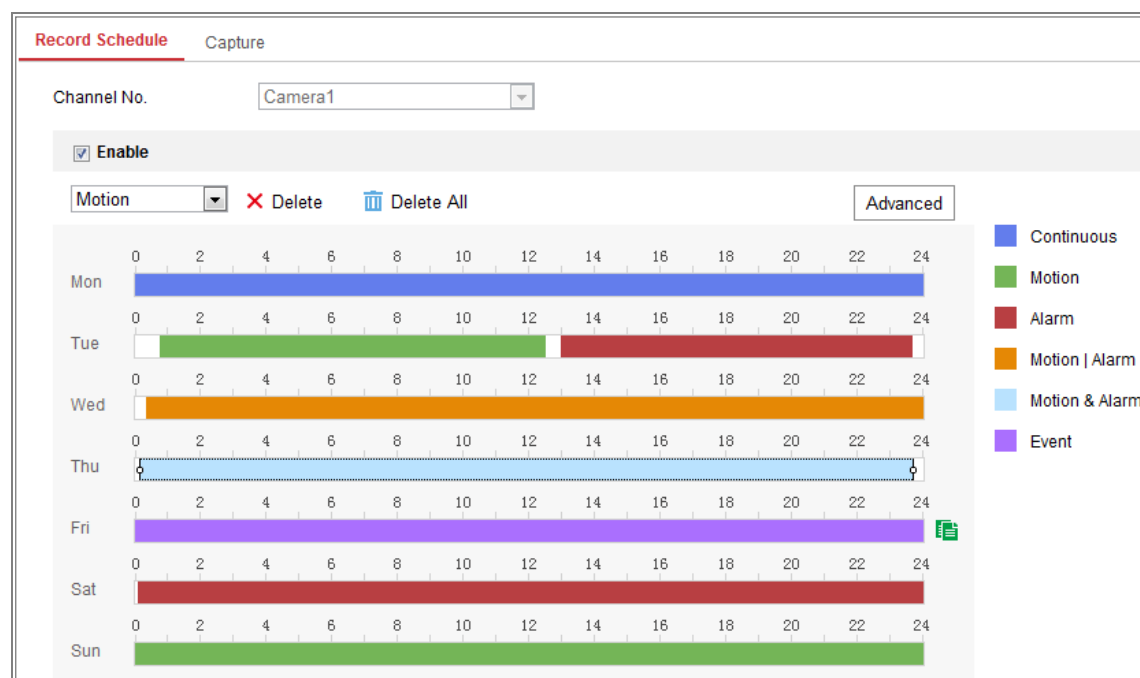 Record Schedule Capture
Channel No. Camera1
Enable
Motion Delete Delete All Advanced
Continuous
Motion
Alarm
Motion | Alarm
Motion & Alarm
Event
0 2 4 6 8 10 12 14 16 18 20 22 24
Mon
0 2 4 6 8 10 12 14 16 18 20 22 24
Tue
0 2 4 6 8 10 12 14 16 18 20 22 24
Wed
0 2 4 6 8 10 12 14 16 18 20 22 24
Thu
0 2 4 6 8 10 12 14 16 18 20 22 24
Fri
0 2 4 6 8 10 12 14 16 18 20 22 24
Sat
0 2 4 6 8 10 12 14 16 18 20 22 24
Sun